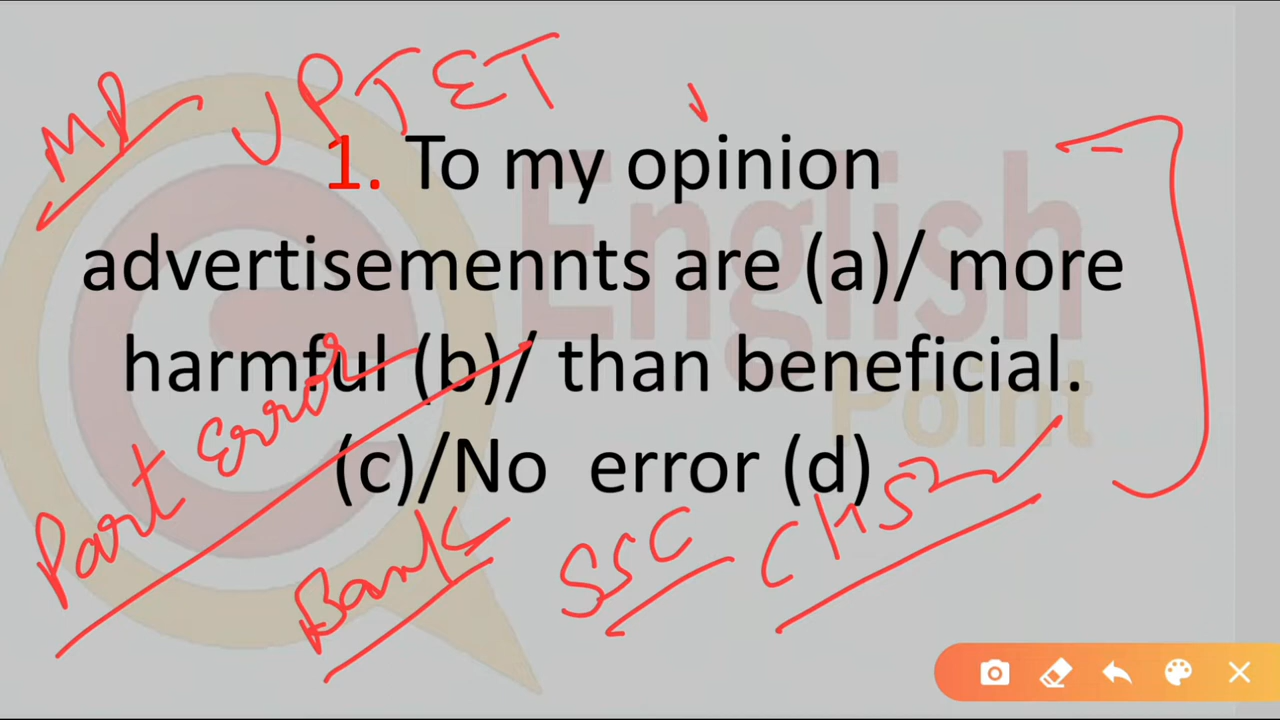 MP UPTET
1. To my opinion
advertisemennts are (a)/ more
harmful (b)/ than beneficial.
(c)/No error (d)
Part Error
Bank SSC CHSL
English
Point